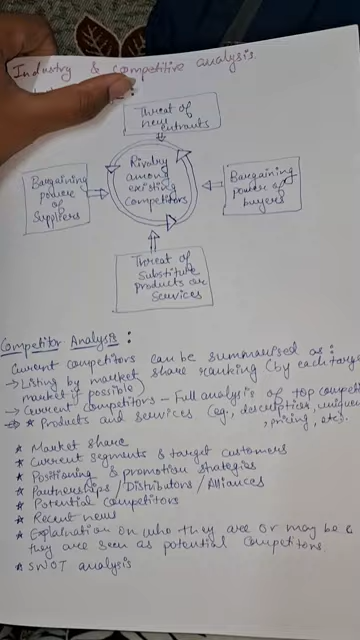 Industry & competitive analysis.
Threat of
new
entrants
Rivalry
among
existing
competitors
Bargaining
power of
suppliers
Bargaining
power of
buyers
Threat of
Substitute
products or
Services
Competitor Analysis:
Current competitors can be summarised as:
→ Listing by market share ranking (by each target
market if possible)
→ Current competitors - Full analysis of top competi
* Products and services (eg., description, unique
, pricing, etc).
* Market share
* Current segments & target customers
* Positioning & promotion strategies
* Partnerships / Distributors / Alliances
* Potential competitors
* Recent news
* Explaination on who they are or may be &
they are seen as potential competitors.
* SWOT analysis